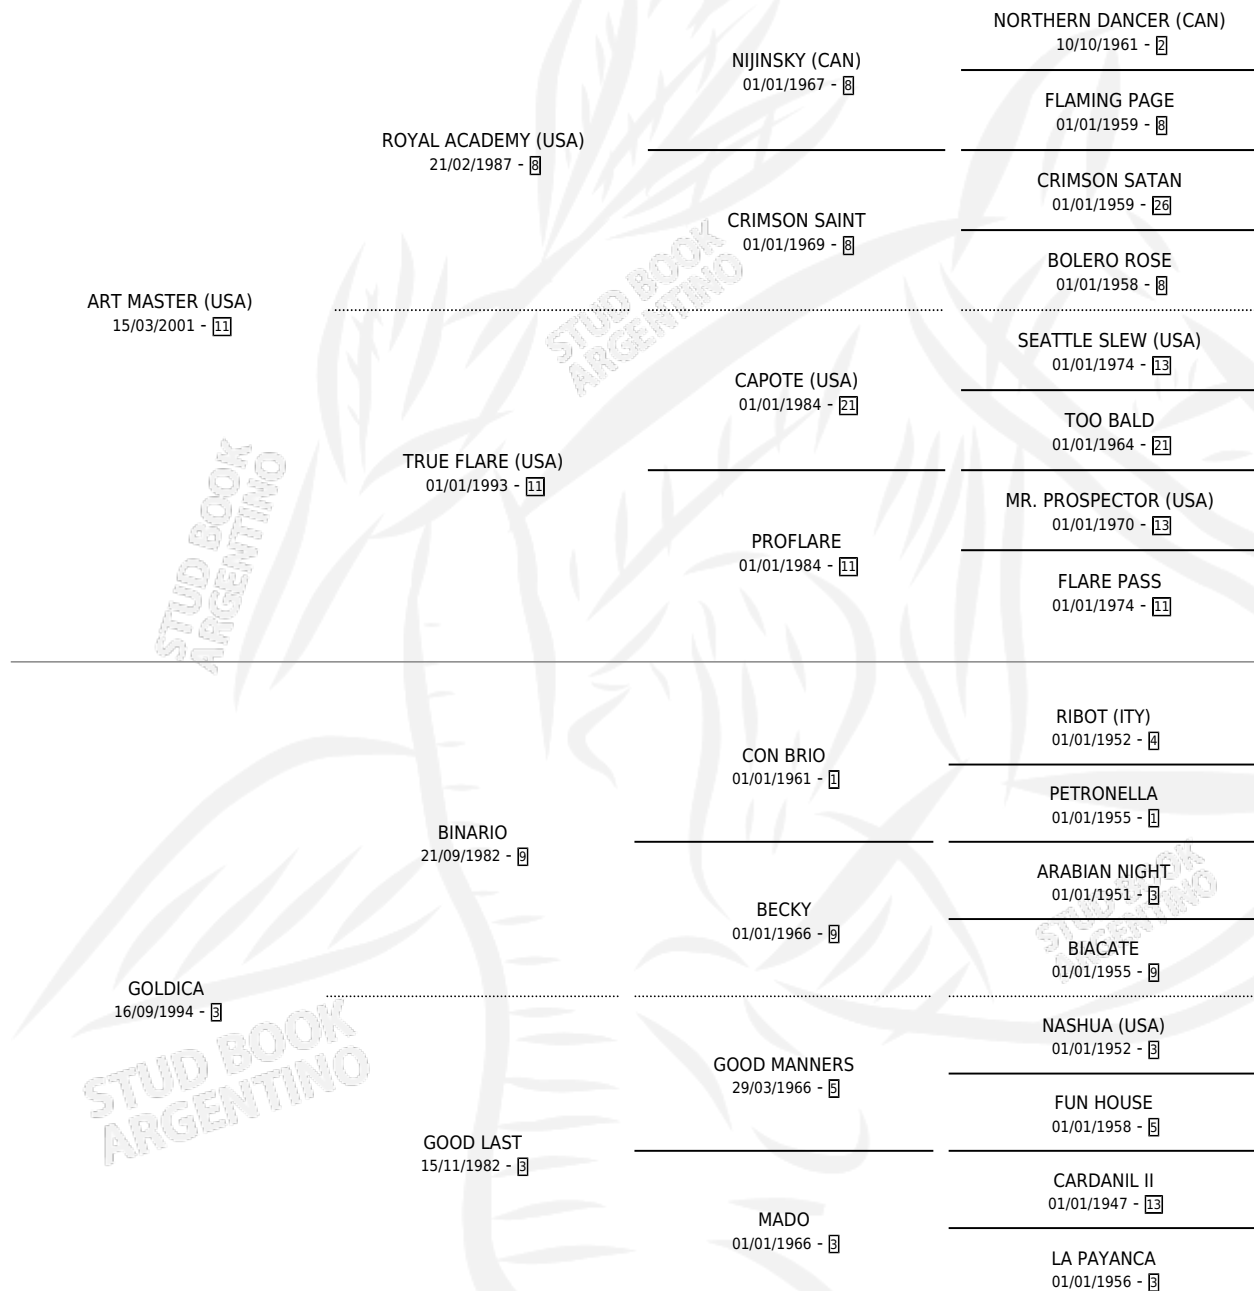 NORTHERN DANCER (CAN)
10/10/1961 - 2
NIJINSKY (CAN)
01/01/1967 - 8
FLAMING PAGE
01/01/1959 - 8
ROYAL ACADEMY (USA)
21/02/1987 - 8
CRIMSON SATAN
01/01/1959 - 26
CRIMSON SAINT
01/01/1969 - 8
BOLERO ROSE
01/01/1958 - 8
ART MASTER (USA)
15/03/2001 - 11
SEATTLE SLEW (USA)
01/01/1974 - 13
CAPOTE (USA)
01/01/1984 - 21
TOO BALD
01/01/1964 - 21
TRUE FLARE (USA)
01/01/1993 - 11
MR. PROSPECTOR (USA)
01/01/1970 - 13
PROFLARE
01/01/1984 - 11
FLARE PASS
01/01/1974 - 11
RIBOT (ITY)
01/01/1952 - 4
CON BRIO
01/01/1961 - 1
PETRONELLA
01/01/1955 - 1
BINARIO
21/09/1982 - 9
ARABIAN NIGHT
01/01/1951 - 3
BECKY
01/01/1966 - 9
BIACATE
01/01/1955 - 9
GOLDICA
16/09/1994 - 3
NASHUA (USA)
01/01/1952 - 3
GOOD MANNERS
29/03/1966 - 5
FUN HOUSE
01/01/1958 - 5
GOOD LAST
15/11/1982 - 3
CARDANIL II
01/01/1947 - 13
MADO
01/01/1966 - 3
LA PAYANCA
01/01/1956 - 3
STUD BOOK
ARGENTINO
STUD BOOK
ARGENTINO
STUD BOOK
ARGENTINO
STUD BOOK
ARGENTINO